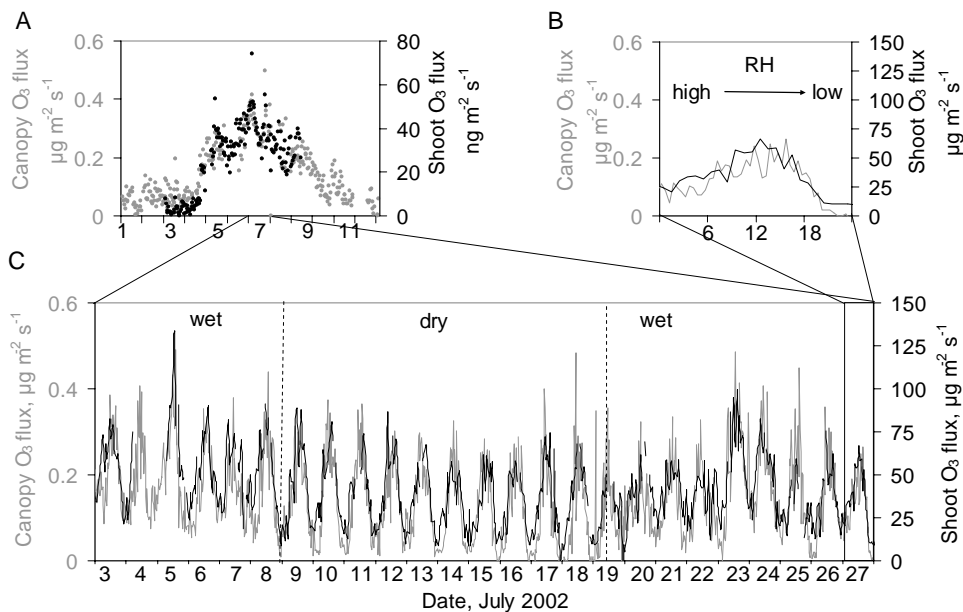 A
Canopy O3 flux
µg m-2 s-1
0.6
0.4
0.2
0
80
60
40
20
0
Shoot O3 flux
ng m-2 s-1
1 3 5 7 9 11
B
Canopy O3 flux
µg m-2 s-1
0.6
0.4
0.2
0
RH
high low
150
125
100
75
50
25
0
Shoot O3 flux
µg m-2 s-1
6 12 18
C
Canopy O3 flux, µg m-2 s-1
0.6
0.4
0.2
0
wet dry wet
150
125
100
75
50
25
0
Shoot O3 flux, µg m-2 s-1
3 4 5 6 7 8 9 10 11 12 13 14 15 16 17 18 19 20 21 22 23 24 25 26 27
Date, July 2002